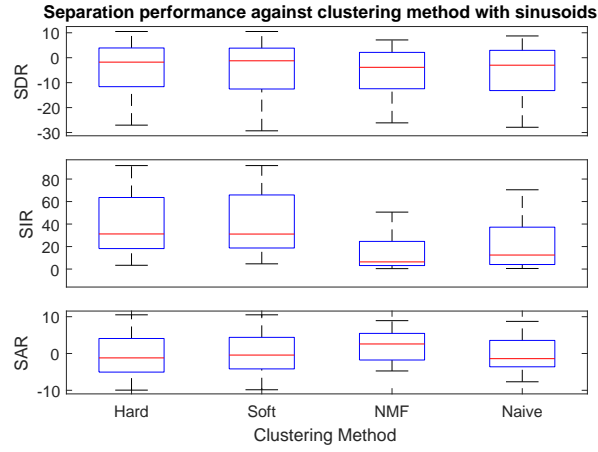 Separation performance against clustering method with sinusoids
SDR
10
0
-10
-20
-30
SIR
80
60
40
20
0
SAR
10
0
-10
Hard Soft NMF Naive
Clustering Method